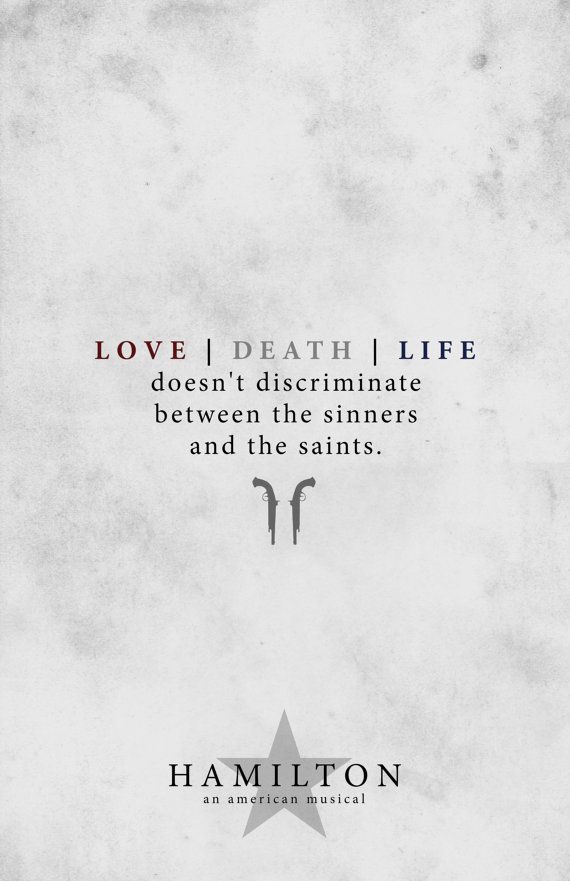 LOVE | DEATH | LIFE
doesn't discriminate
between the sinners
and the saints.
HAMILTON
an american musical